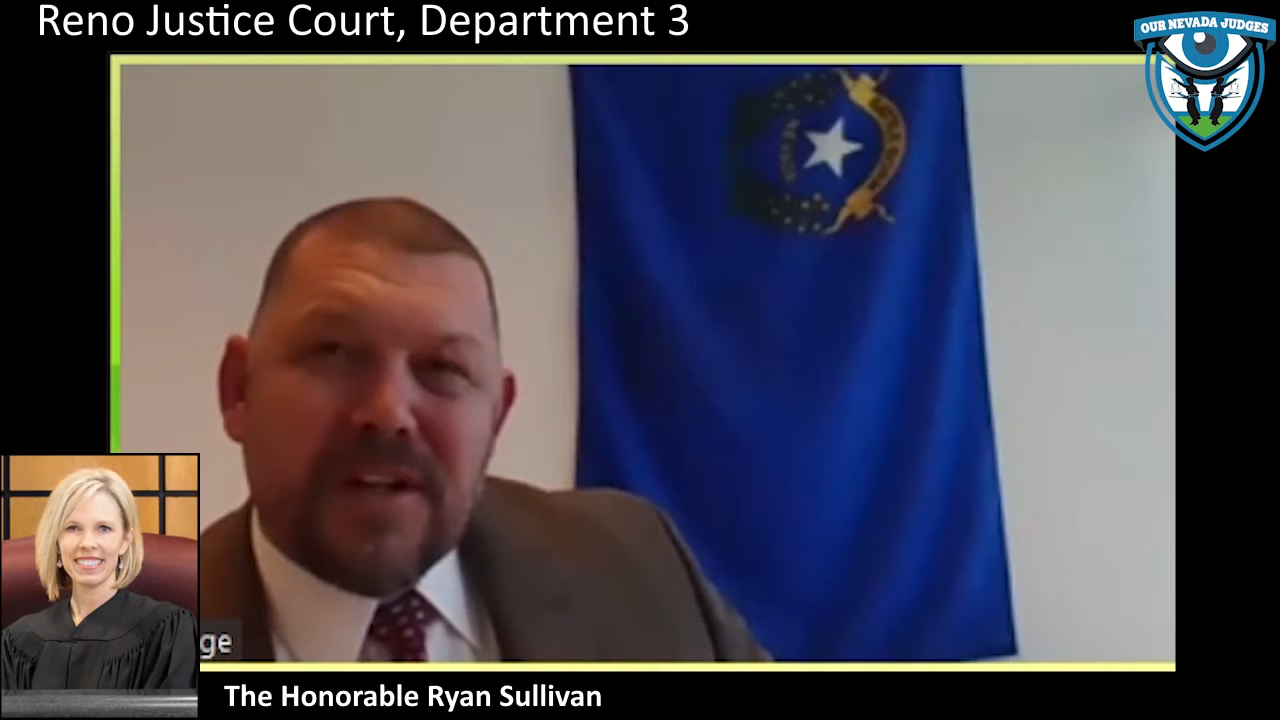 Reno Justice Court, Department 3
OUR NEVADA JUDGES
ge
The Honorable Ryan Sullivan